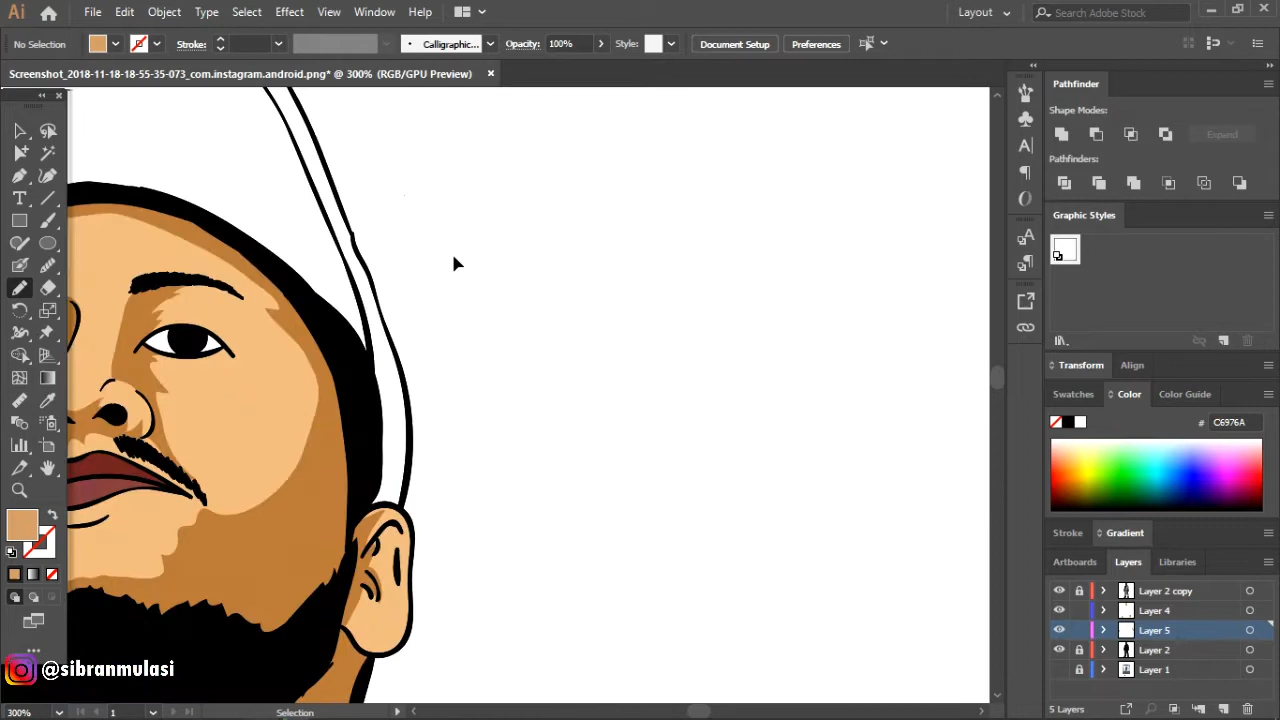 Ai File Edit Object Type Select Effect View Window Help Layout Search Adobe Stock
No Selection Stroke: Calligraphic... Opacity: 100% Style: Document Setup Preferences
Screenshot_2018-11-18-18-55-35-073_com.instagram.android.png* @ 300% (RGB/GPU Preview)
Pathfinder
Shape Modes:
Expand
Pathfinders:
Graphic Styles
Transform Align
Swatches Color Color Guide
# C6976A
Stroke Gradient
Artboards Layers Libraries
Layer 2 copy
Layer 4
Layer 5
Layer 2
Layer 1
@sibranmulasi
300% 1 Selection 5 Layers